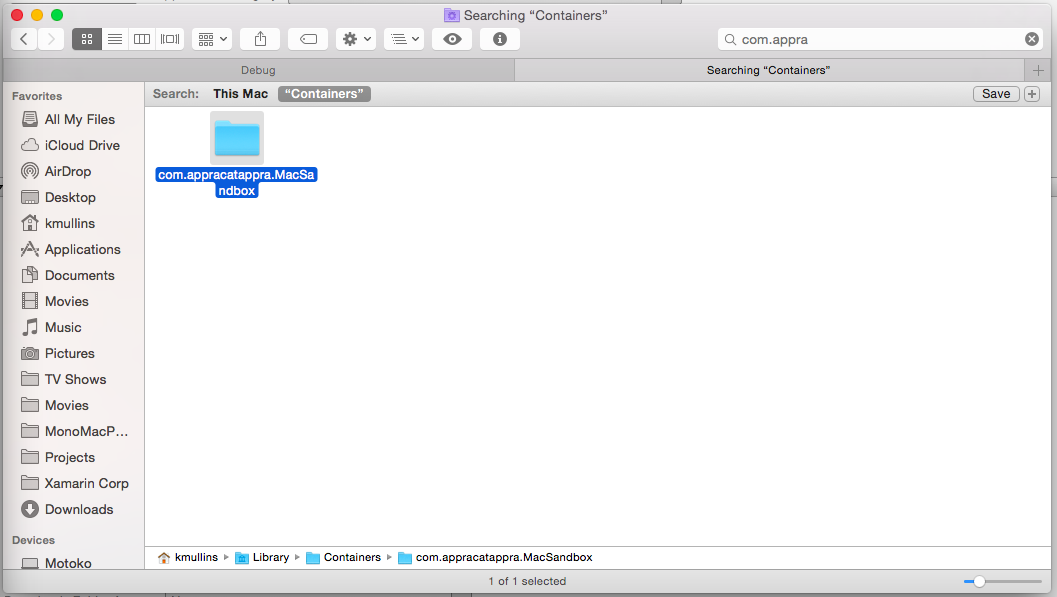 Searching “Containers”
com.appra
Debug
Searching “Containers”
Search: This Mac “Containers” Save
Favorites
All My Files
iCloud Drive
AirDrop
Desktop
kmullins
Applications
Documents
Movies
Music
Pictures
TV Shows
Movies
MonoMacP…
Projects
Xamarin Corp
Downloads
Devices
Motoko
com.appracatappra.MacSa
ndbox
kmullins Library Containers com.appracatappra.MacSandbox
1 of 1 selected